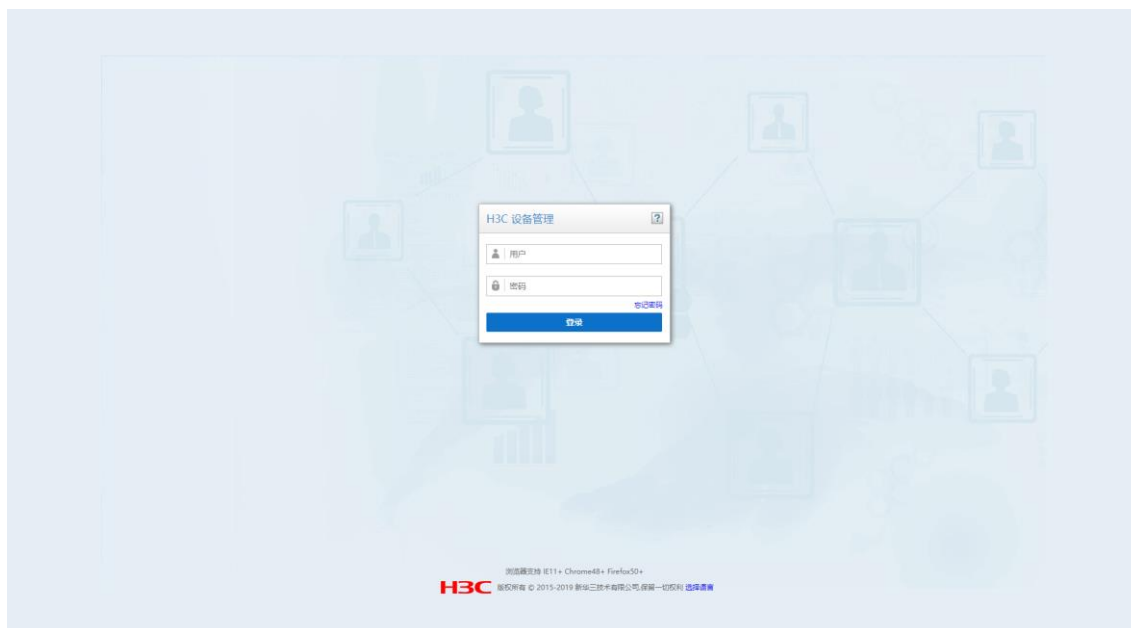 H3C 设备管理
?
用户
密码
忘记密码
登录
浏览器支持 IE11+ Chrome48+ Firefox50+
H3C 版权所有 © 2015-2019 新华三技术有限公司,保留一切权利 选择语言